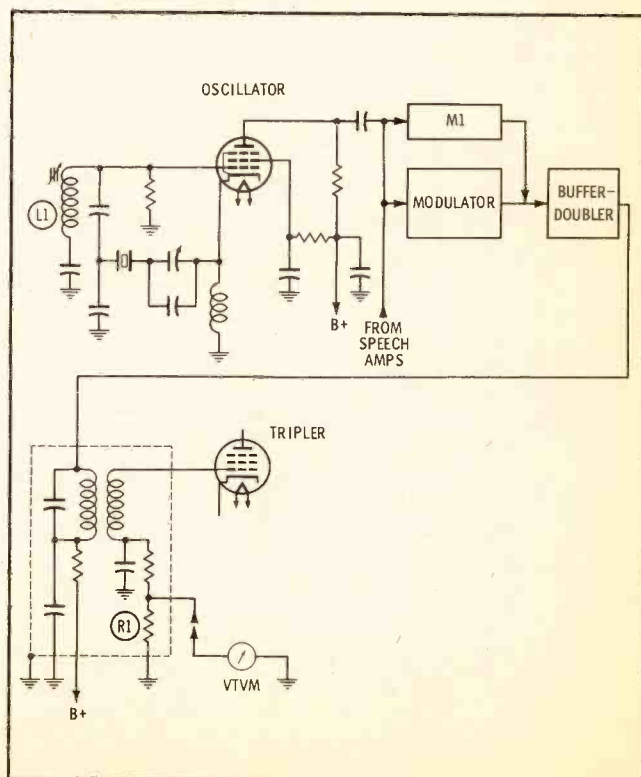 OSCILLATOR
M1
L1
MODULATOR
BUFFER-
DOUBLER
B+
FROM
SPEECH
AMPS
TRIPLER
R1
VTVM
B+